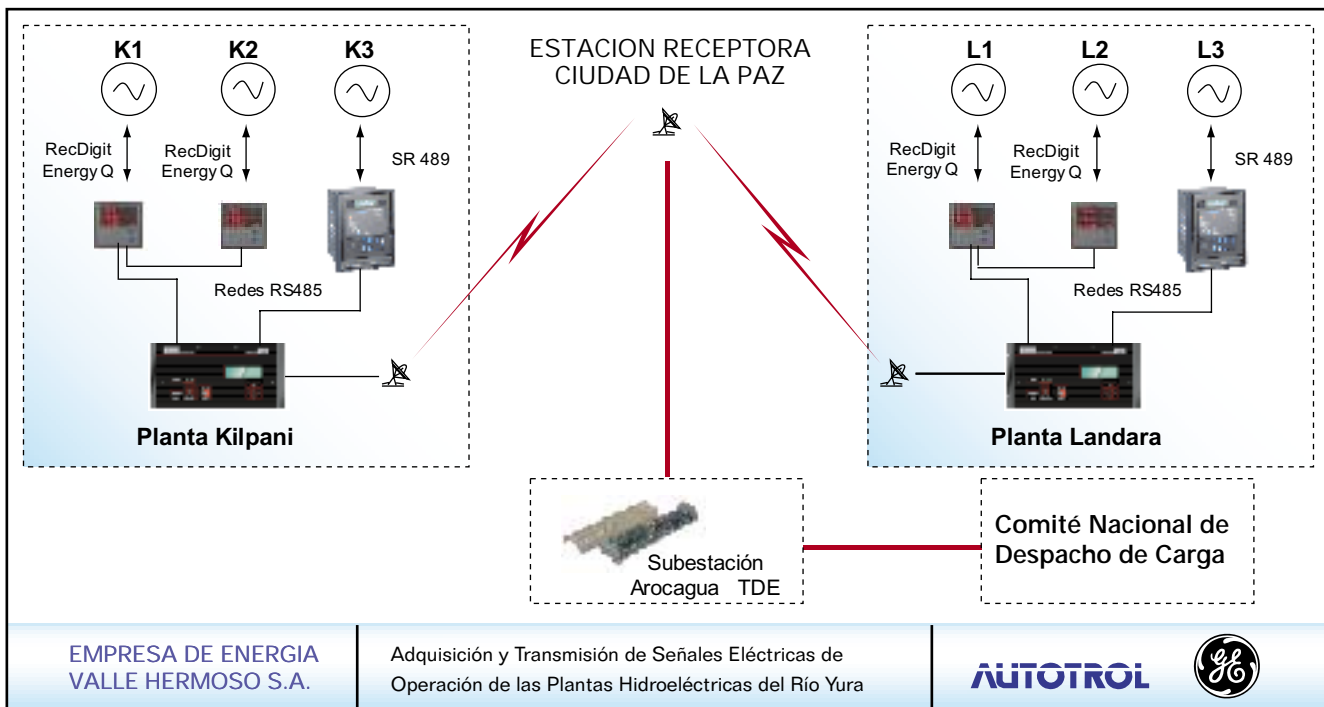 K1 K2 K3
RecDigit
Energy Q
RecDigit
Energy Q
SR 489
Redes RS485
Planta Kilpani
ESTACION RECEPTORA
CIUDAD DE LA PAZ
L1 L2 L3
RecDigit
Energy Q
RecDigit
Energy Q
SR 489
Redes RS485
Planta Landara
Subestación
Arocagua TDE
Comité Nacional de
Despacho de Carga
EMPRESA DE ENERGIA
VALLE HERMOSO S.A.
Adquisición y Transmisión de Señales Eléctricas de
Operación de las Plantas Hidroeléctricas del Río Yura
AUTOTROL
GE